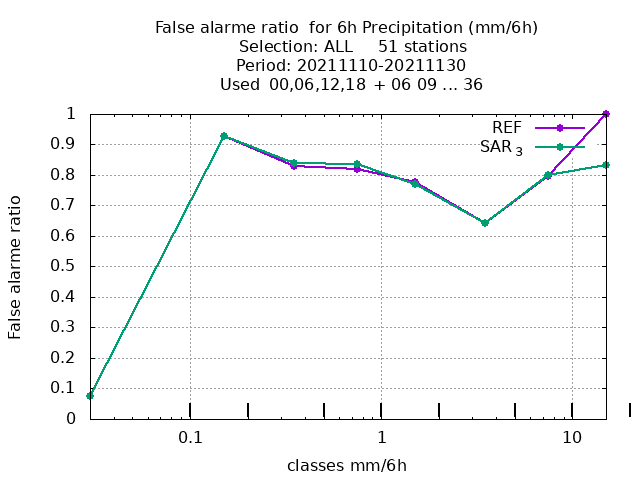 False alarme ratio  for 6h Precipitation (mm/6h)
Selection: ALL     51 stations
Period: 20211110-20211130
Used  00,06,12,18  + 06 09 ... 36
REF
SAR 3
1
0.9
0.8
0.7
0.6
0.5
0.4
0.3
0.2
0.1
0
False alarme ratio
0.1
1
10
classes mm/6h